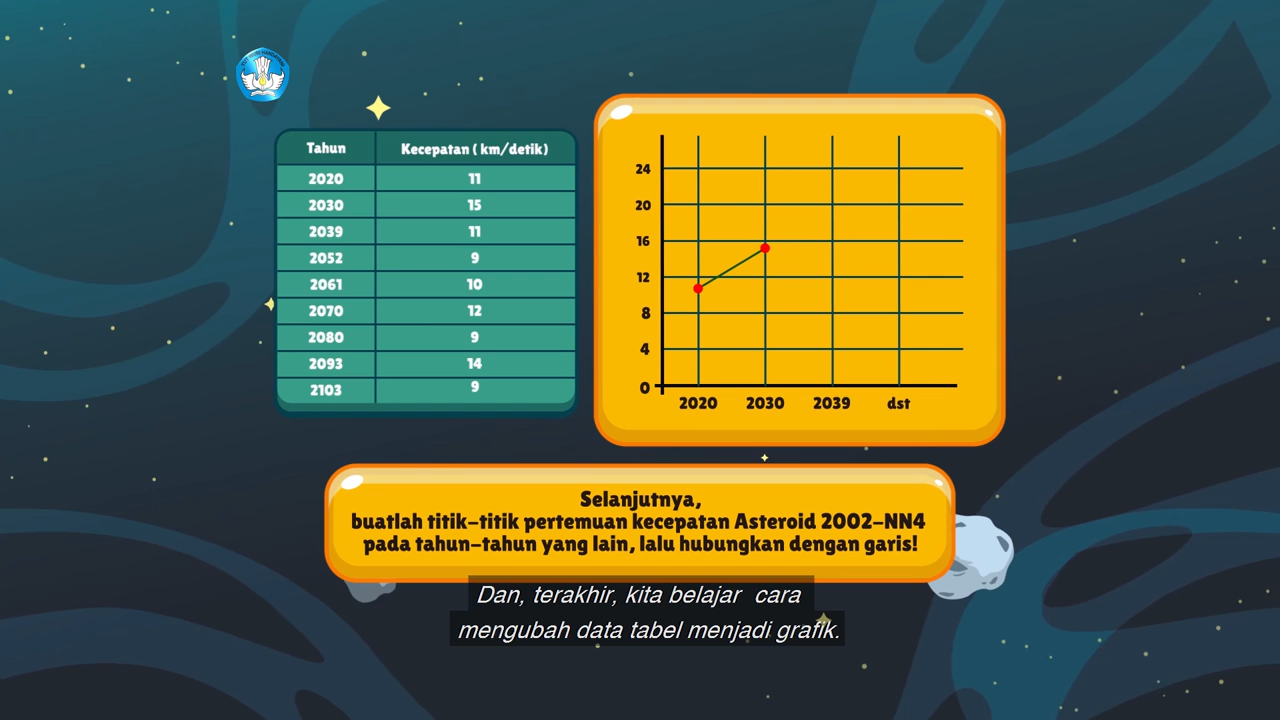 Tahun Kecepatan ( km/detik)
2020 11
2030 15
2039 11
2052 9
2061 10
2070 12
2080 9
2093 14
2103 9
24
20
16
12
8
4
0
2020 2030 2039 dst
Selanjutnya,
buatlah titik-titik pertemuan kecepatan Asteroid 2002-NN4
pada tahun-tahun yang lain, lalu hubungkan dengan garis!
Dan, terakhir, kita belajar cara
mengubah data tabel menjadi grafik.